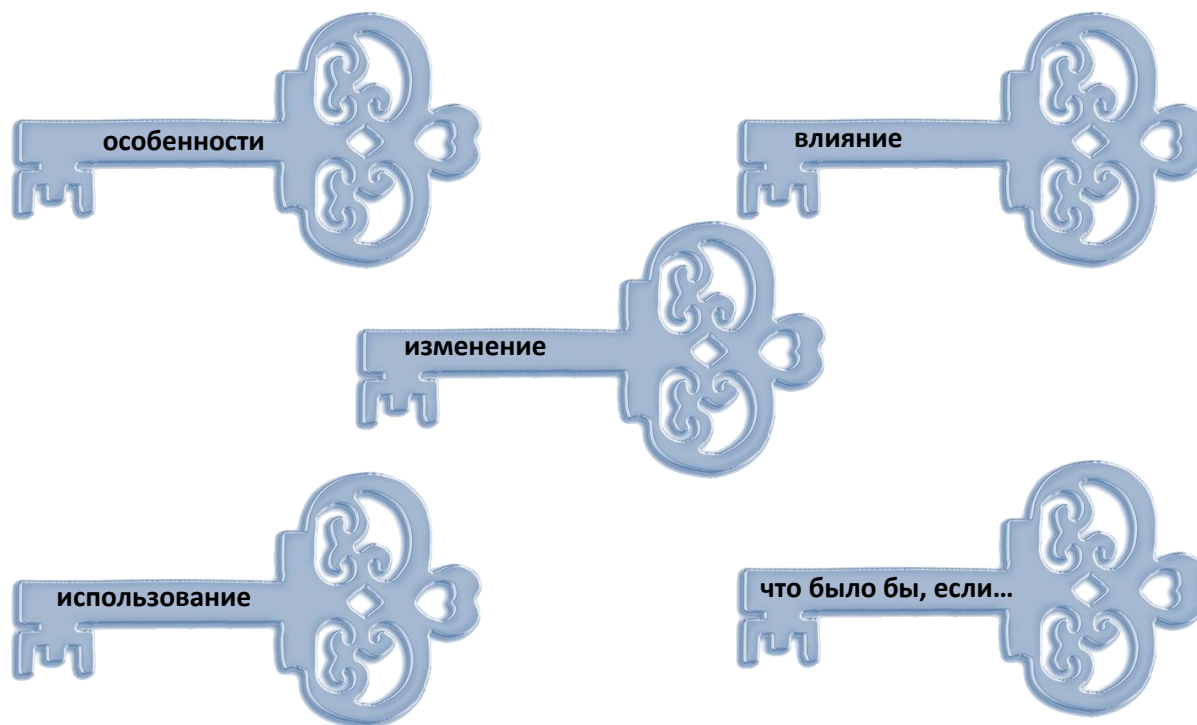 особенности
влияние
изменение
использование
что было бы, если...